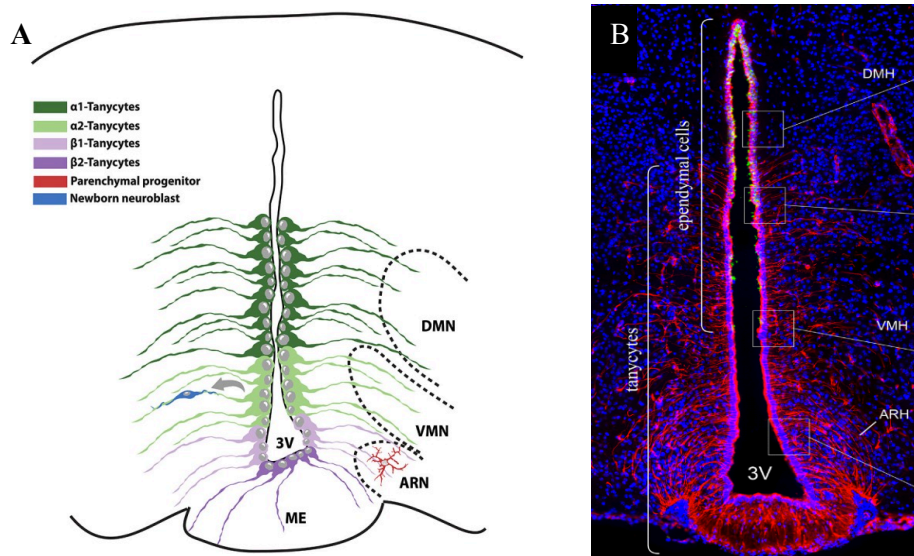 A
α1-Tanycytes
α2-Tanycytes
β1-Tanycytes
β2-Tanycytes
Parenchymal progenitor
Newborn neuroblast
DMN
VMN
3V
ARN
ME
B
DMH
ependymal cells
tanycytes
VMH
ARH
3V